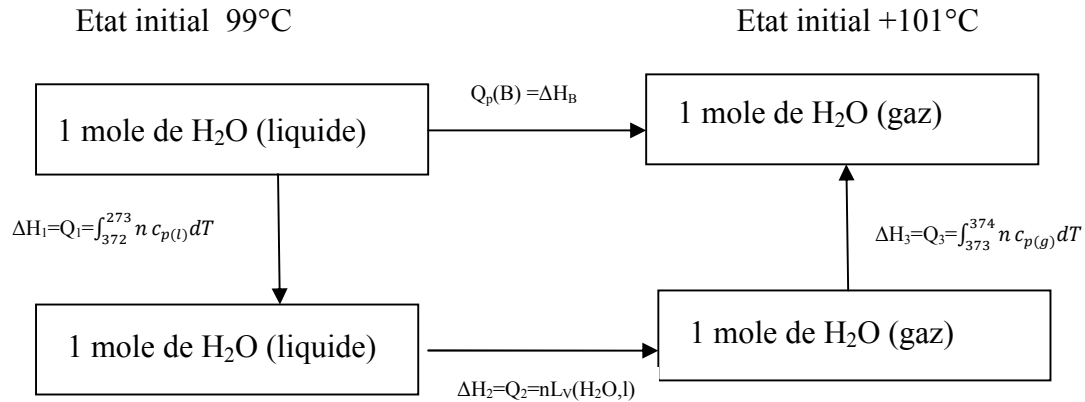 Etat initial 99°C
Etat initial +101°C
Qp(B) =ΔHB
1 mole de H2O (liquide)
1 mole de H2O (gaz)
ΔH1=Q1=∫_{372}^{273} n c_{p(l)}dT
ΔH3=Q3=∫_{373}^{374} n c_{p(g)}dT
1 mole de H2O (liquide)
1 mole de H2O (gaz)
ΔH2=Q2=nLV(H2O,l)